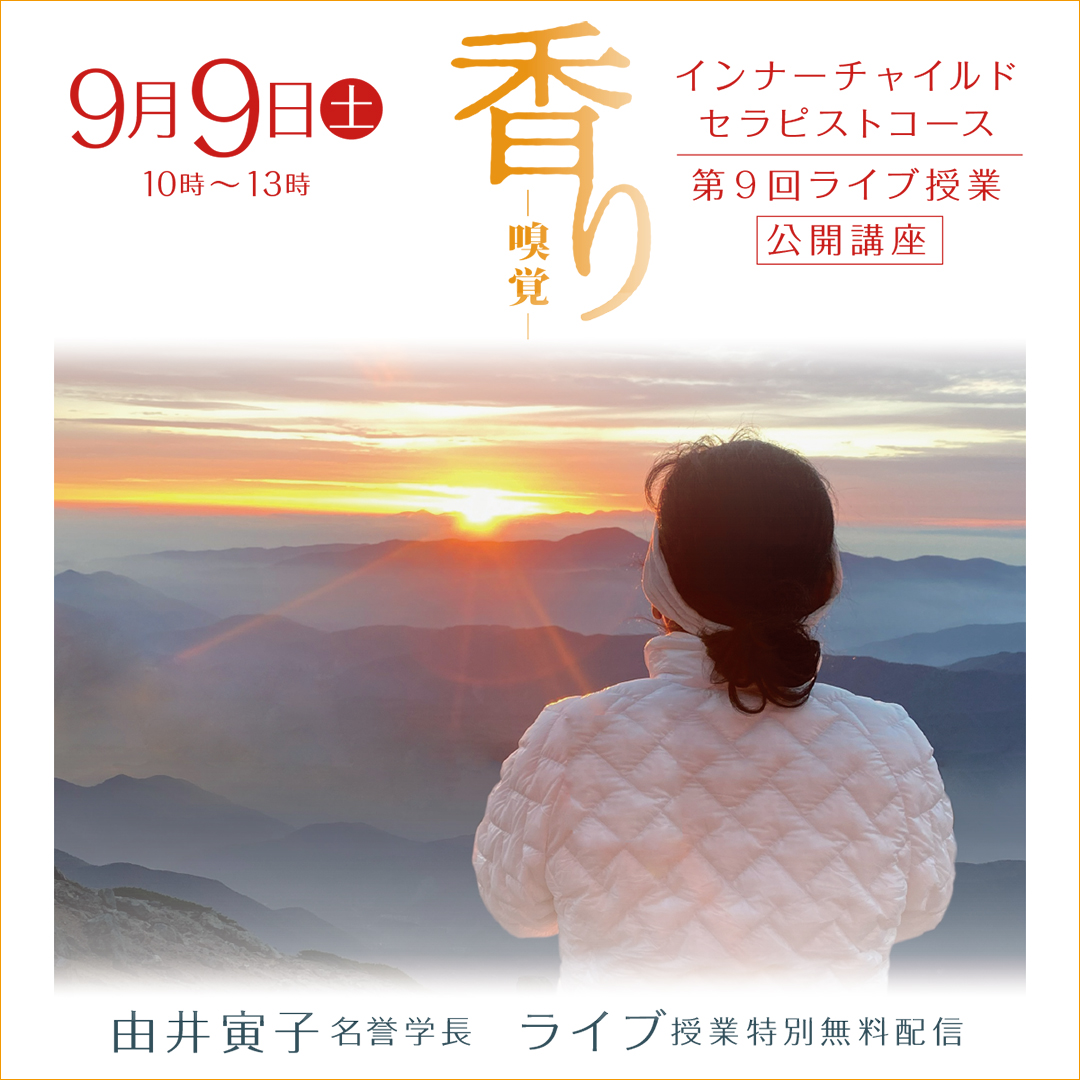 9月9日土
10時～13時
香り
嗅覚
インナーチャイルド
セラピストコース
第9回ライブ授業
公開講座
由井寅子名誉学長 ライブ授業特別無料配信